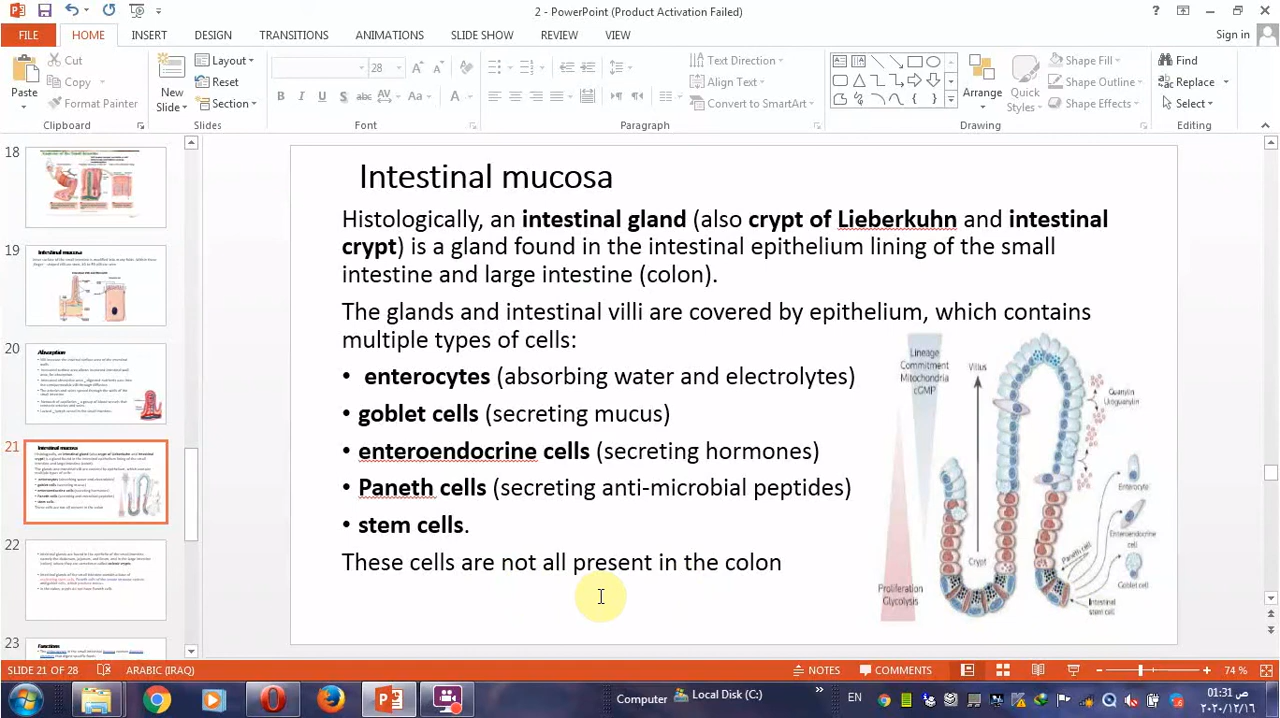 2 - PowerPoint (Product Activation Failed)
FILE HOME INSERT DESIGN TRANSITIONS ANIMATIONS SLIDE SHOW REVIEW VIEW Sign in
Paste
Cut
Copy
Format Painter
Clipboard
New Slide
Layout
Reset
Section
Slides
28
Font
Paragraph
Text Direction
Align Text
Convert to SmartArt
Arrange
Quick Styles
Shape Fill
Shape Outline
Shape Effects
Drawing
Find
Replace
Select
Editing
18
19
Intestinal mucosa
20
Absorption
21
Intestinal mucosa
22
23
Functions
Intestinal mucosa
Histologically, an intestinal gland (also crypt of Lieberkuhn and intestinal
crypt) is a gland found in the intestinal epithelium lining of the small
intestine and large intestine (colon).
The glands and intestinal villi are covered by epithelium, which contains
multiple types of cells:
• enterocytes (absorbing water and electrolytes)
• goblet cells (secreting mucus)
• enteroendocrine cells (secreting hormones)
• Paneth cells (secreting anti-microbial peptides)
• stem cells.
These cells are not all present in the colon
Lineage
Commitment
Mitochondria
cGMP
Villus
Guanylin
Uroguanylin
Enterocyte
Enteroendocrine
cell
Goblet cell
Intestinal
stem cell
Proliferation
Glycolysis
SLIDE 21 OF 28 ARABIC (IRAQ) NOTES COMMENTS 74 %
Computer Local Disk (C:) » EN 01:31 ص
٢٠٢٠/١٢/١٦